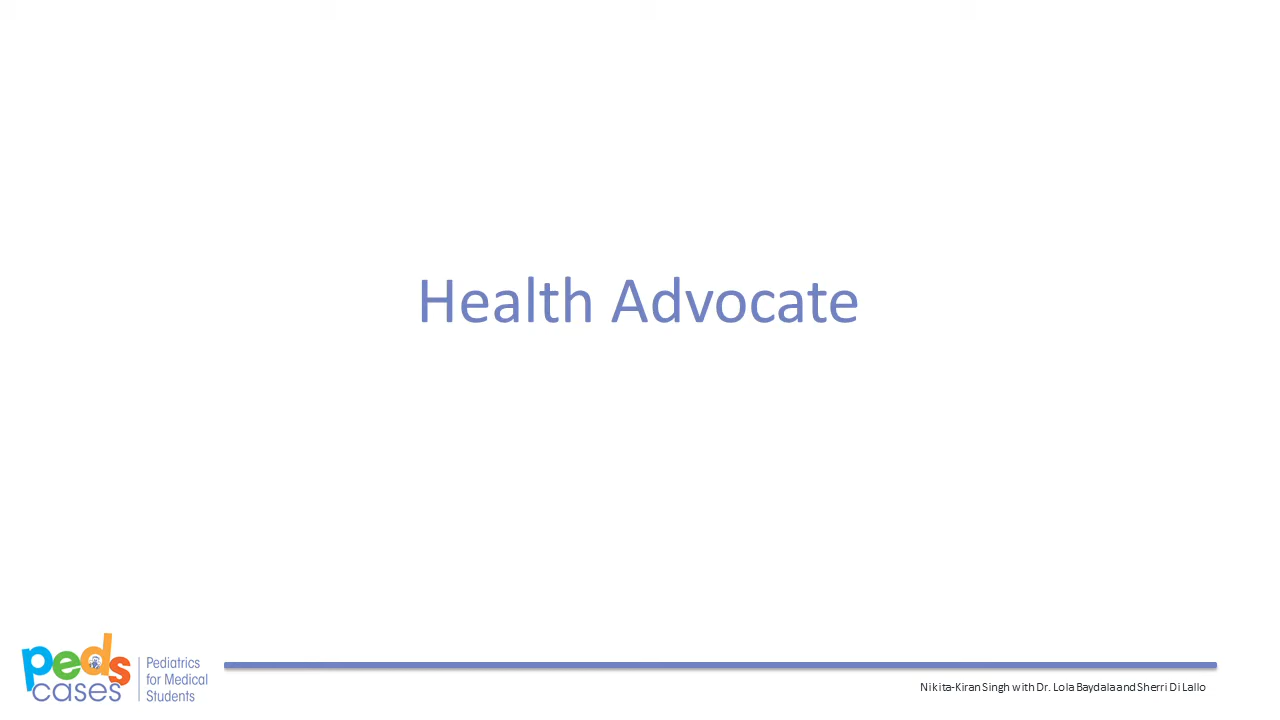 Health Advocate
peds
cases
Pediatrics
for Medical
Students
Nikita-Kiran Singh with Dr. Lola Baydala and Sherri Di Lallo